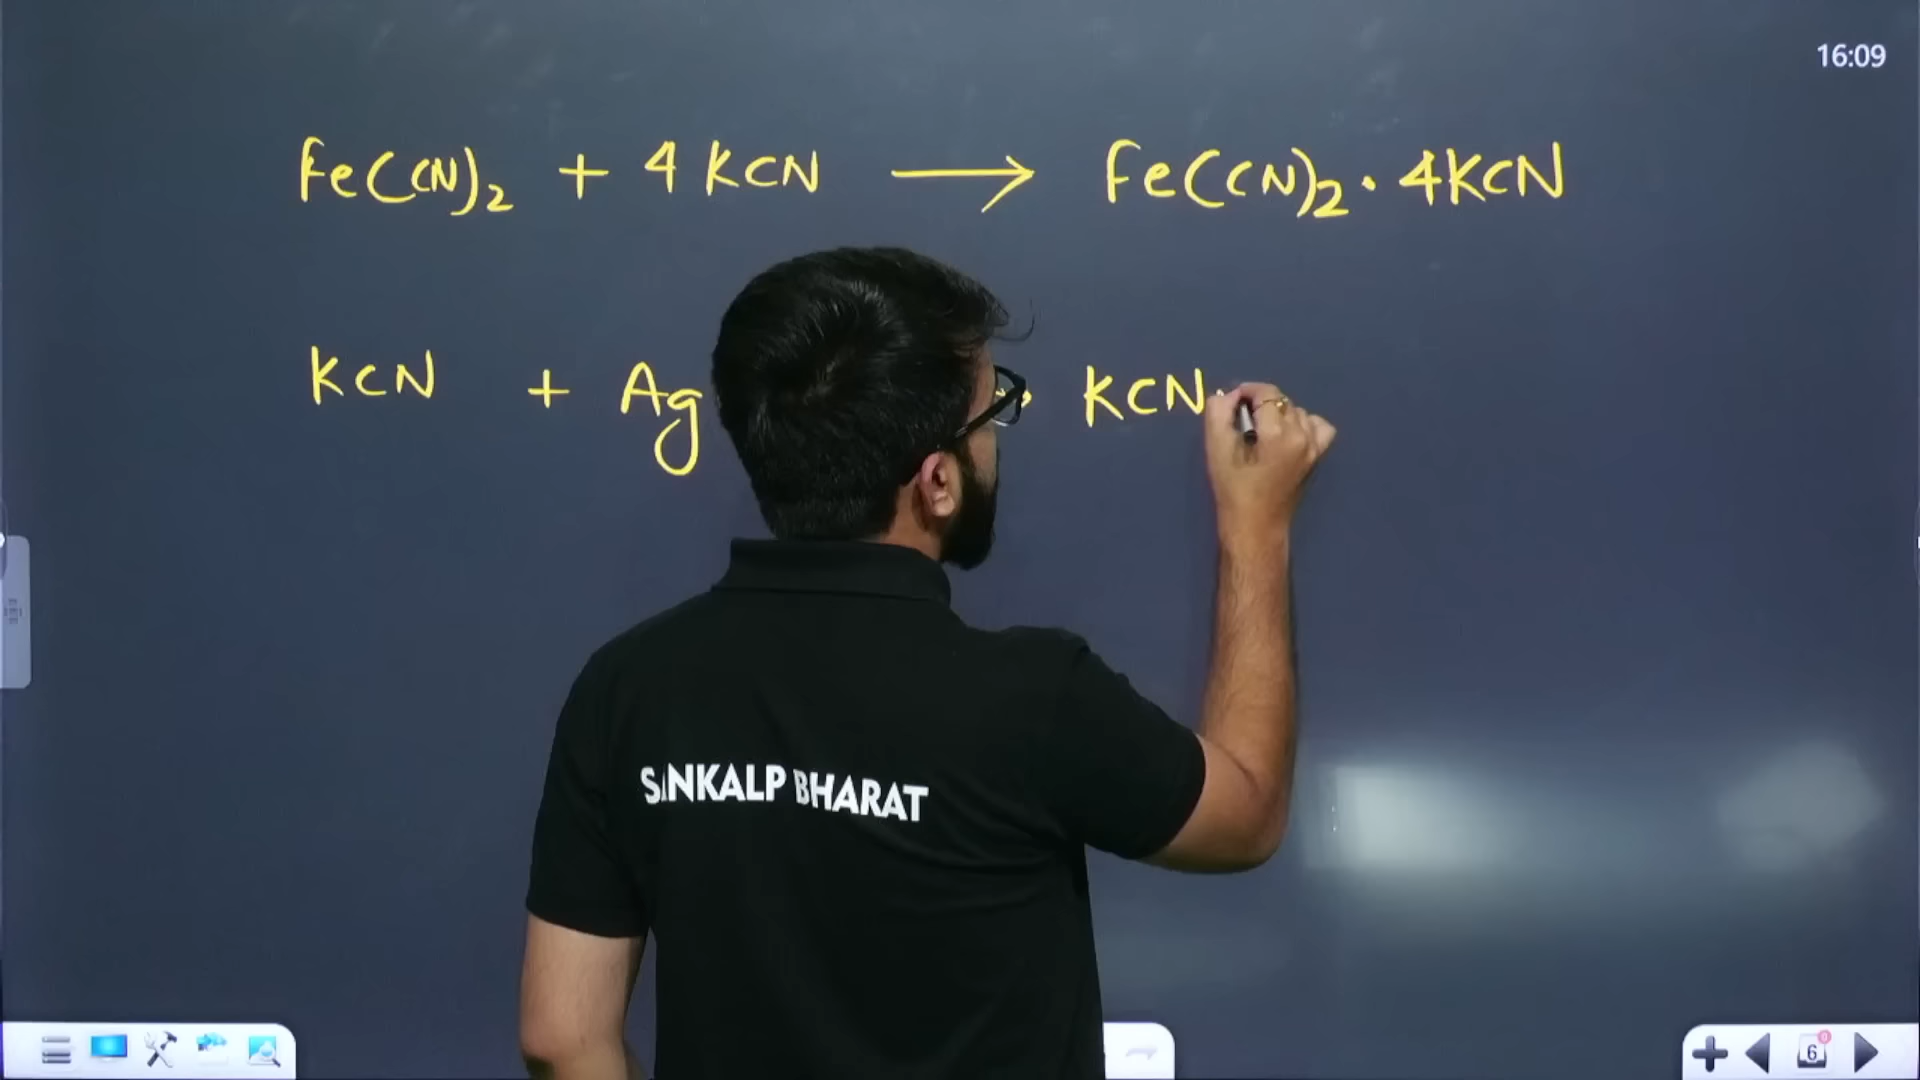 16:09
Fe(CN)₂ + 4 KCN → Fe(CN)₂ · 4KCN
KCN + Ag KCN
SANKALP BHARAT
6